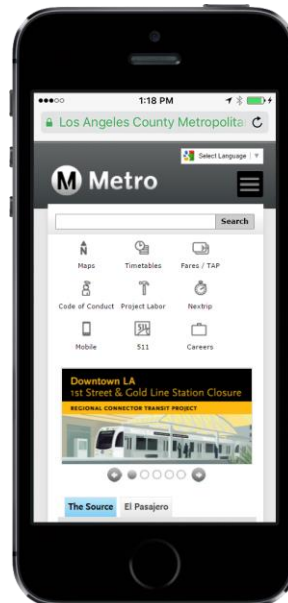 1:18 PM
Los Angeles County Metropolita
Select Language
M Metro
Search
Maps Timetables Fares / TAP
Code of Conduct Project Labor Nextrip
Mobile 511 Careers
Downtown LA
1st Street & Gold Line Station Closure
REGIONAL CONNECTOR TRANSIT PROJECT
The Source El Pasajero